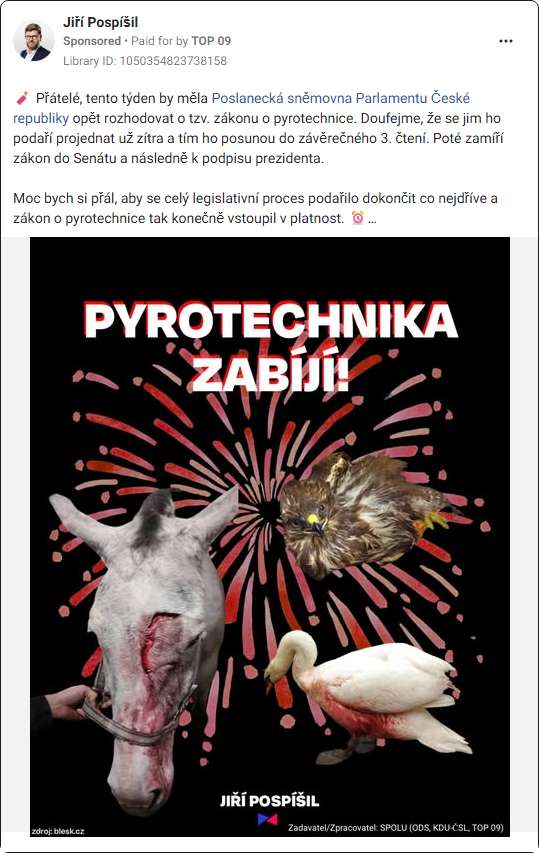 Jiří Pospíšil
Sponsored • Paid for by TOP 09
Library ID: 1050354823738158
Přátelé, tento týden by měla Poslanecká sněmovna Parlamentu České
republiky opět rozhodovat o tzv. zákonu o pyrotechnice. Doufejme, že se jim ho
podaří projednat už zítra a tím ho posunou do závěrečného 3. čtení. Poté zamíří
zákon do Senátu a následně k podpisu prezidenta.
Moc bych si přál, aby se celý legislativní proces podařilo dokončit co nejdříve a
zákon o pyrotechnice tak konečně vstoupil v platnost. ⏰ ...
PYROTECHNIKA
ZABÍJÍ!
JIŘÍ POSPÍŠIL
zdroj: blesk.cz
Zadavatel/Zpracovatel: SPOLU (ODS, KDU-ČSL, TOP 09)